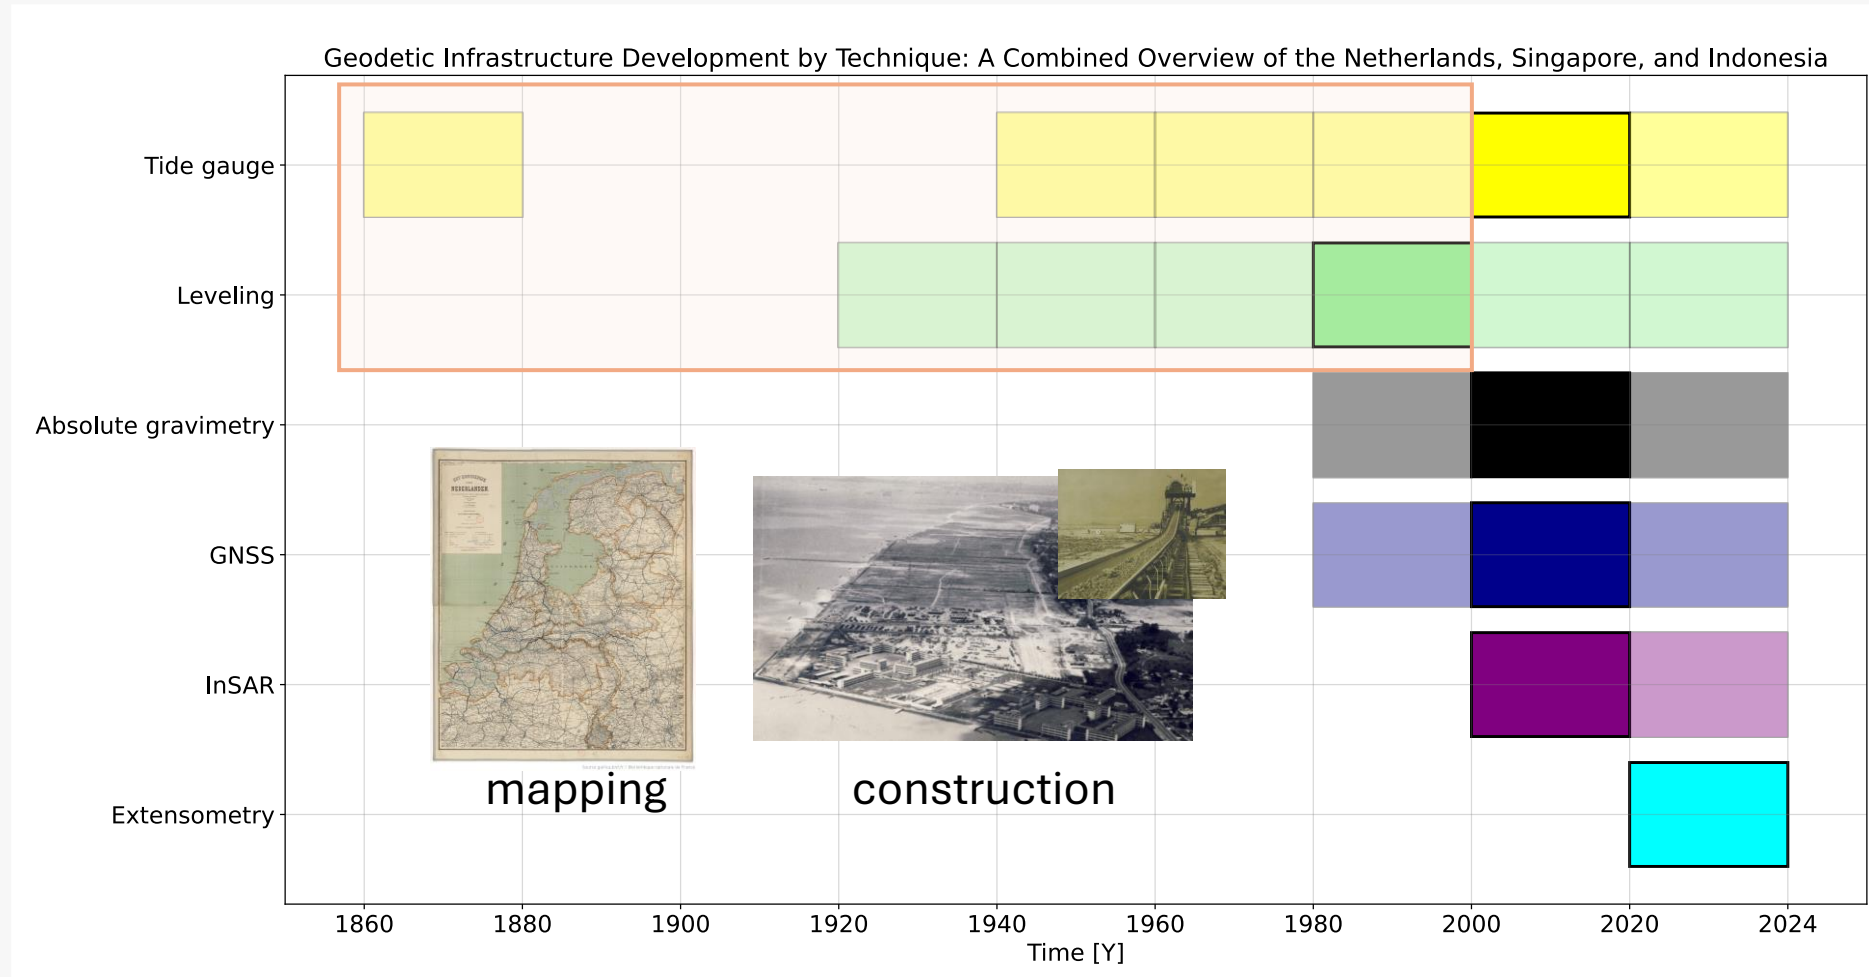 Geodetic Infrastructure Development by Technique: A Combined Overview of the Netherlands, Singapore, and Indonesia
Tide gauge
Leveling
Absolute gravimetry
GNSS
InSAR
Extensometry
NEDERLANDEN
mapping
construction
1860 1880 1900 1920 1940 1960 1980 2000 2020 2024
Time [Y]